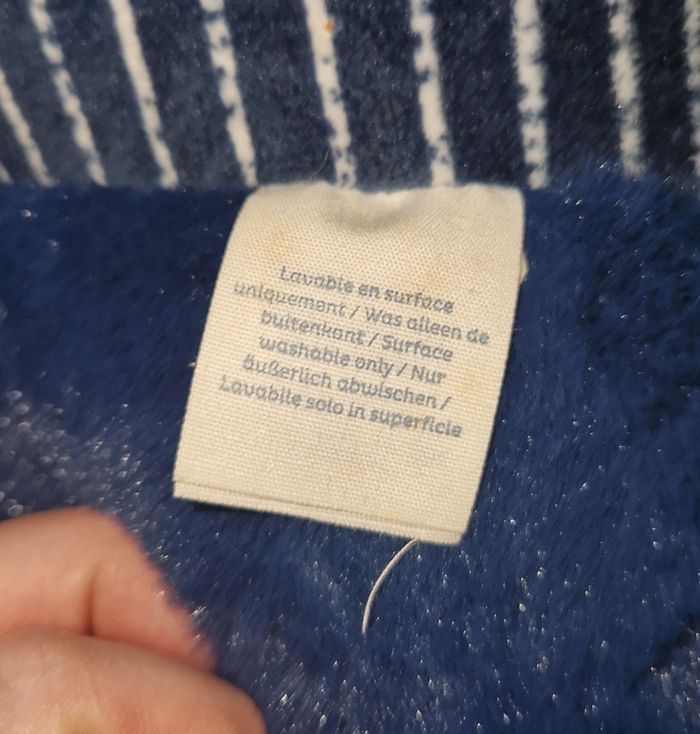 Lavable en surface
uniquement / Was alleen de
buitenkant / Surface
washable only / Nur
äußerlich abwischen /
Lavabile solo in superficie